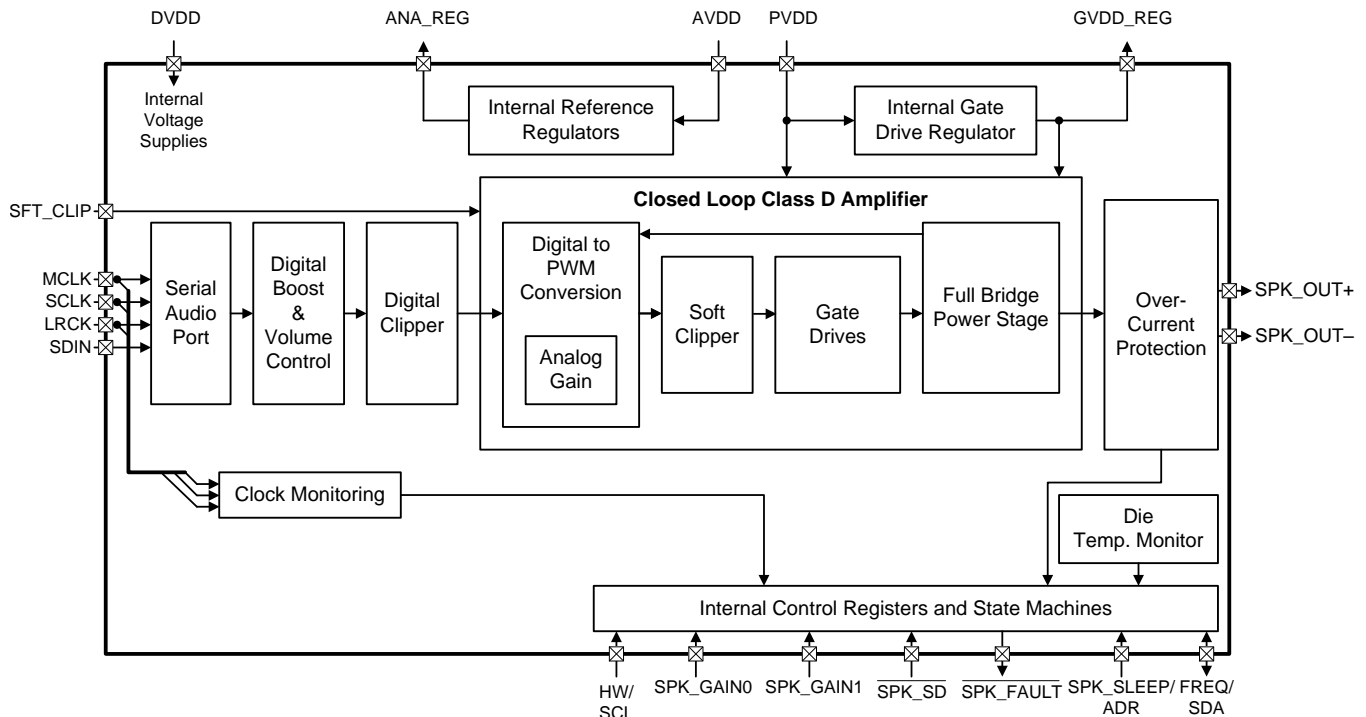 DVDD
ANA_REG
AVDD
PVDD
GVDD_REG
Internal
Voltage
Supplies
Internal Reference
Regulators
Internal Gate
Drive Regulator
Closed Loop Class D Amplifier
SFT_CLIP
MCLK
SCLK
LRCK
SDIN
Serial
Audio
Port
Digital
Boost
&
Volume
Control
Digital
Clipper
Digital to
PWM
Conversion
Analog
Gain
Soft
Clipper
Gate
Drives
Full Bridge
Power Stage
Over-
Current
Protection
SPK_OUT+
SPK_OUT–
Clock Monitoring
Die
Temp. Monitor
Internal Control Registers and State Machines
HW/
SCL
SPK_GAIN0
SPK_GAIN1
SPK_SD
SPK_FAULT
SPK_SLEEP/
ADR
FREQ/
SDA